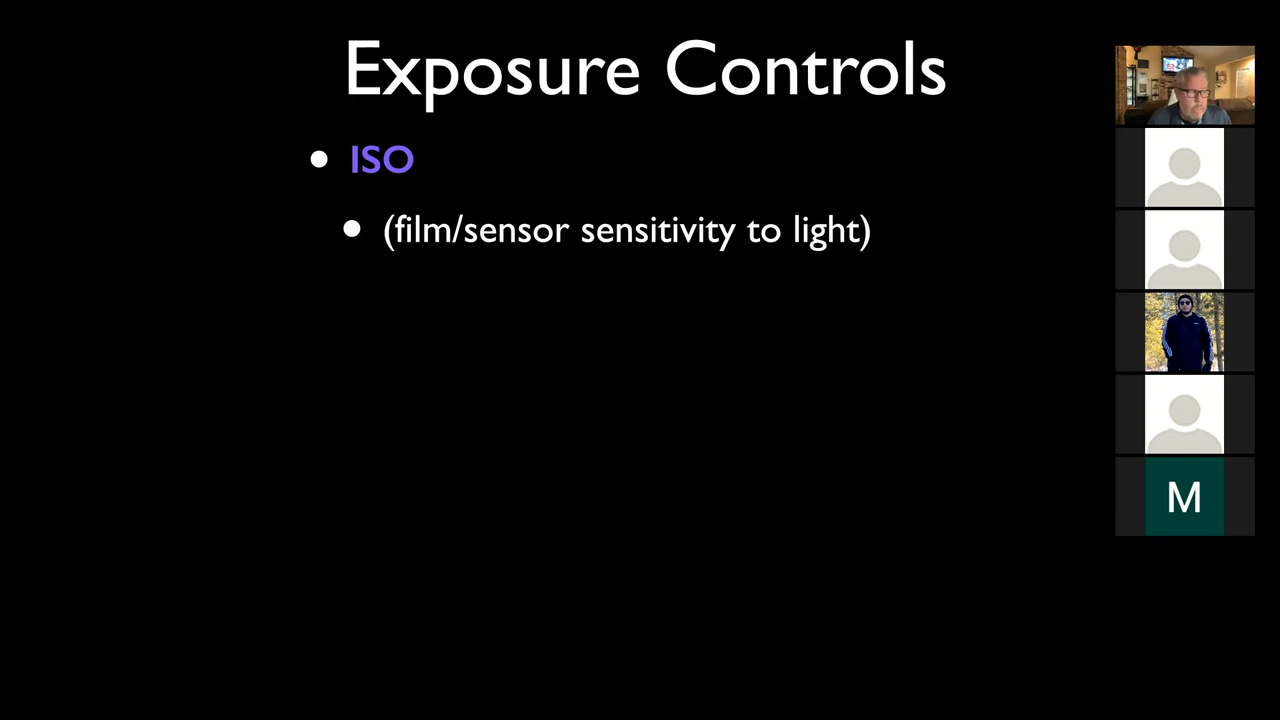 Exposure Controls
• ISO
• (film/sensor sensitivity to light)
M